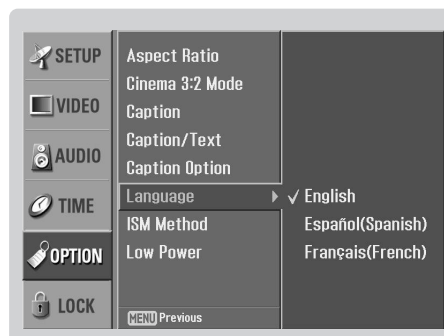 SETUP
VIDEO
AUDIO
TIME
OPTION
LOCK
Aspect Ratio
Cinema 3:2 Mode
Caption
Caption/Text
Caption Option
Language
ISM Method
Low Power
MENU Previous
English
Español(Spanish)
Français(French)